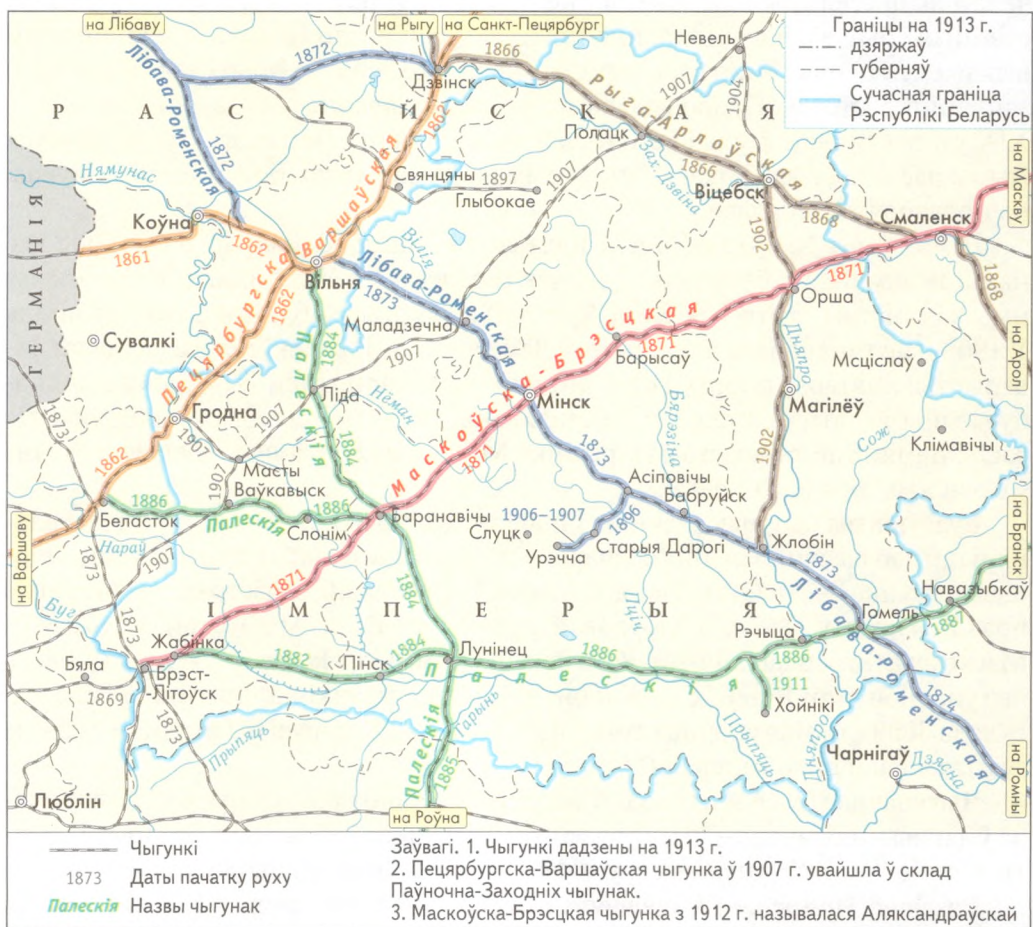 на Лібаву
на Рыгу
на Санкт-Пецярбург
Граніцы на 1913 г.
дзяржаў
губерняў
Сучасная граніца
Рэспублікі Беларусь
Невель
1872
1866
1907
1904
Дзвінск
Лібава-Роменская
Рыга-Арлоўская
РАСІЙСКАЯ
1862
Полацк
1872
1907
1866
Зах. Дзвіна
на Маскву
Нямунас
Свянцяны
1897
Глыбокае
Віцебск
1868
Смаленск
Коўна
1862
Вілія
1902
1861
Вільня
Пецярбургска-Варшаўская
1862
Лібава-Роменская
1873
1871
Орша
1868
ГЕРМАНІЯ
Маладзечна
Сувалкі
1884
Палескія
1907
Барысаў
1871
Маскоўска-Брэсцкая
Дняпро
Мсціслаў
на Арол
Ліда
Нёман
Мінск
Магілёў
1873
Гродна
1907
1907
Бярэзіна
Сож
Клімавічы
1862
Масты
1884
1871
1873
1902
1907
Ваўкавыск
Асіповічы
Бабруйск
Беласток
1886
Палескія
1886
Слонім
Баранавічы
1906–1907
Слуцк
1896
Урэчча
Старыя Дарогі
Жлобін
на Варшаву
Нараў
1907
1873
на Бранск
1871
1884
1873
Навазыбкаў
Буг
ІМПЕРЫЯ
Пціч
Гомель
1887
1873
Жабінка
Рэчыца
Лібава-Роменская
Бяла
1882
1884
Лунінец
1886
1886
Брэст-
-Літоўск
Пінск
Палескія
1911
1869
Хойнікі
1874
1873
Прыпяць
Гарынь
Прыпяць
Дняпро
Палескія
1885
Чарнігаў
Дзясна
на Ромны
Люблін
на Роўна
Чыгункі
1873 Даты пачатку руху
Палескія Назвы чыгунак
Заўвагі. 1. Чыгункі дадзены на 1913 г.
2. Пецярбургска-Варшаўская чыгунка ў 1907 г. увайшла ў склад
Паўночна-Заходніх чыгунак.
3. Маскоўска-Брэсцкая чыгунка з 1912 г. называлася Аляксандраўскай